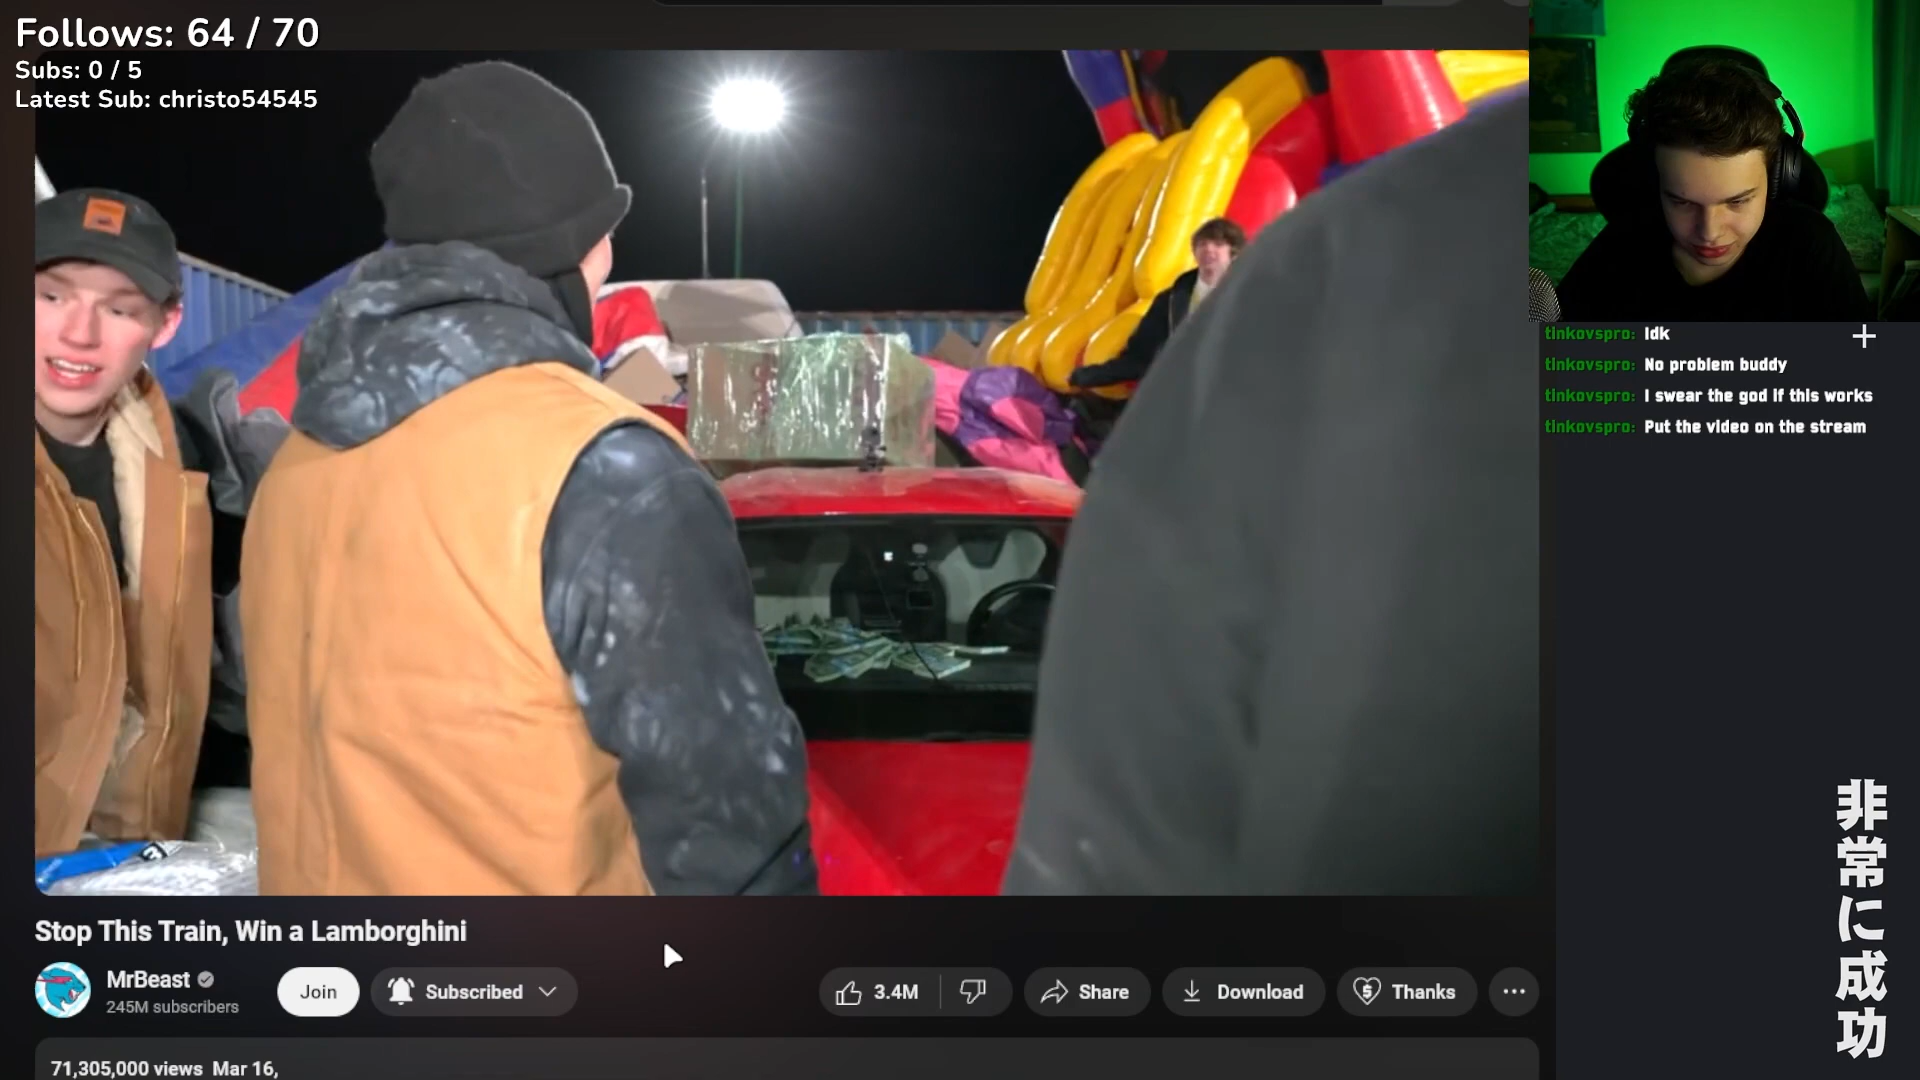 Follows: 64 / 70
Subs: 0 / 5
Latest Sub: christo54545
tinkovspro: Idk
tinkovspro: No problem buddy
tinkovspro: I swear the god if this works
tinkovspro: Put the video on the stream
非常に成功
Stop This Train, Win a Lamborghini
MrBeast
245M subscribers
Join
Subscribed
3.4M
Share
Download
Thanks
71,305,000 views Mar 16,